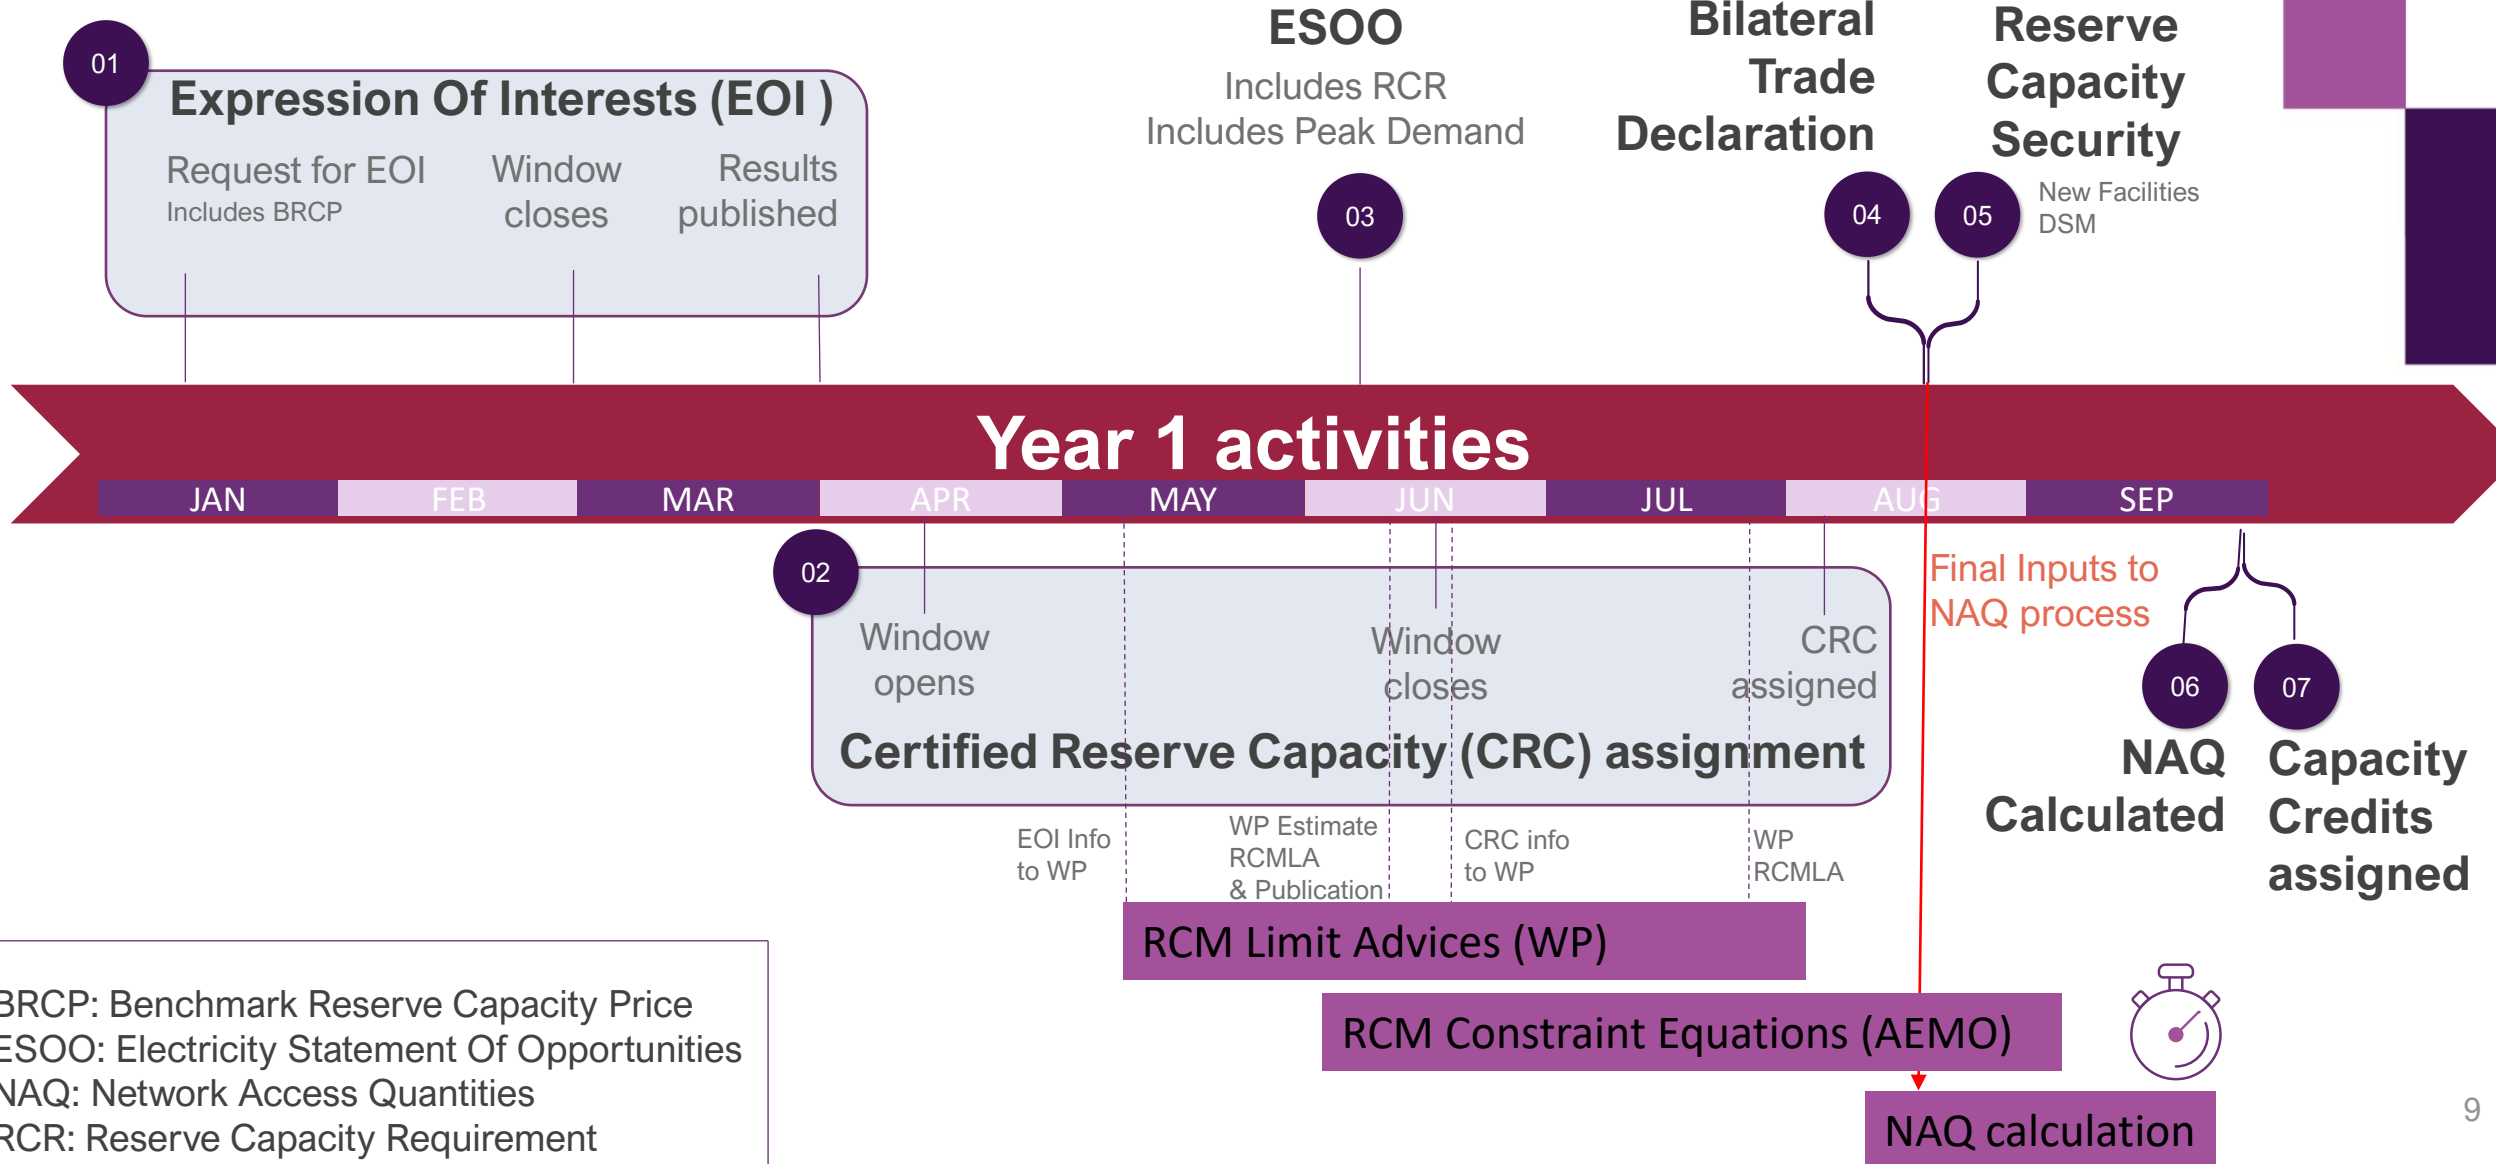 01
Expression Of Interests (EOI )
Request for EOI
Includes BRCP
Window
closes
Results
published
ESOO
Includes RCR
Includes Peak Demand
03
Bilateral
Trade
Declaration
04
Reserve
Capacity
Security
05
New Facilities
DSM
Year 1 activities
JAN
FEB
MAR
APR
MAY
JUN
JUL
AUG
SEP
02
Window
opens
Window
closes
CRC
assigned
Certified Reserve Capacity (CRC) assignment
Final Inputs to
NAQ process
06
07
NAQ
Calculated
Capacity
Credits
assigned
EOI Info
to WP
WP Estimate
RCMLA
& Publication
CRC info
to WP
WP
RCMLA
RCM Limit Advices (WP)
RCM Constraint Equations (AEMO)
NAQ calculation
BRCP: Benchmark Reserve Capacity Price
ESOO: Electricity Statement Of Opportunities
NAQ: Network Access Quantities
RCR: Reserve Capacity Requirement
9